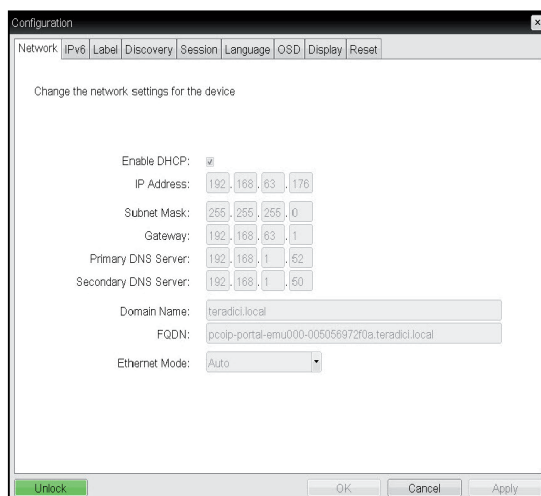 Configuration
Network IPv6 Label Discovery Session Language OSD Display Reset
Change the network settings for the device
Enable DHCP:
IP Address: 192 . 168 . 63 . 176
Subnet Mask: 255 . 255 . 255 . 0
Gateway: 192 . 168 . 63 . 1
Primary DNS Server: 192 . 168 . 1 . 52
Secondary DNS Server: 192 . 168 . 1 . 50
Domain Name: teradici.local
FQDN: pcoip-portal-emu000-005056972f0a.teradici.local
Ethernet Mode: Auto
Unlock OK Cancel Apply